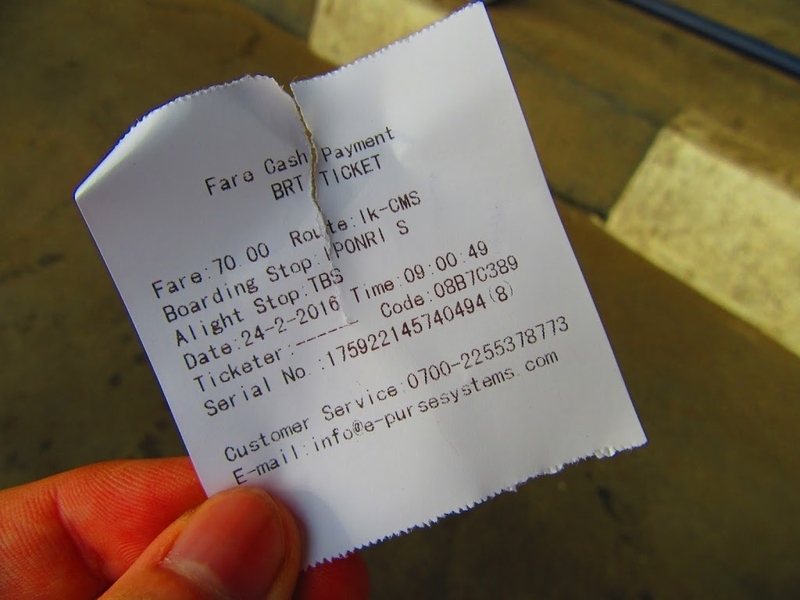 Fare Cash Payment
BRT TICKET
Fare:70.00 Route:Ik-CMS
Boarding Stop: S
Alight Stop:TBS
Date:24-2-2016 Time:09:00:49
Ticketer:------ Code:08B7C389
Serial No.:175922145740494(8)
Customer Service:0700-2255378773
E-mail:info@e-pursesystems.com